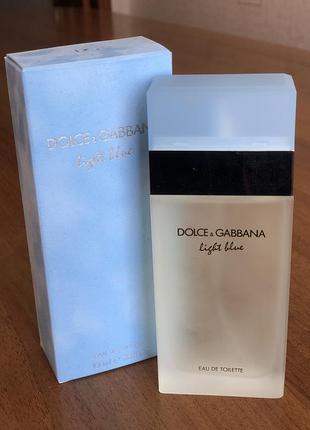 DOLCE & GABBANA
light blue
DOLCE & GABBANA
light blue
EAU DE TOILETTE